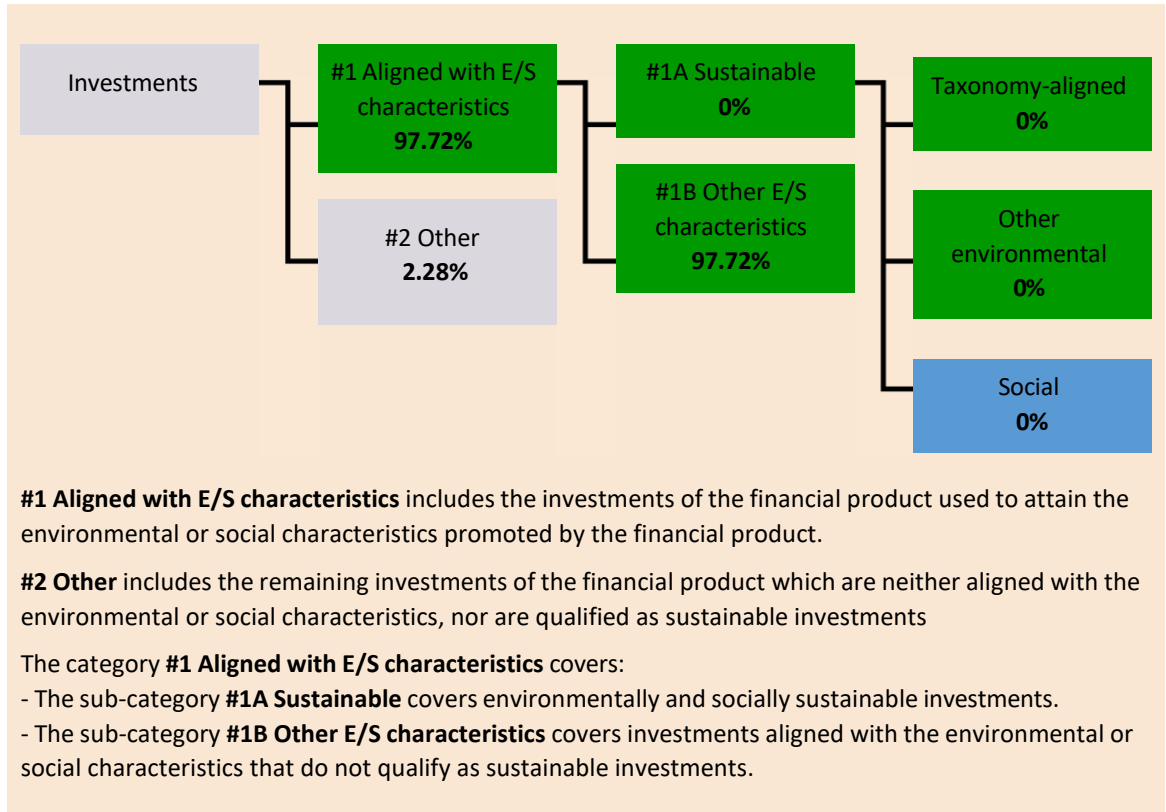 Investments
#1 Aligned with E/S
characteristics
97.72%
#2 Other
2.28%
#1A Sustainable
0%
#1B Other E/S
characteristics
97.72%
Taxonomy-aligned
0%
Other
environmental
0%
Social
0%
#1 Aligned with E/S characteristics includes the investments of the financial product used to attain the
environmental or social characteristics promoted by the financial product.
#2 Other includes the remaining investments of the financial product which are neither aligned with the
environmental or social characteristics, nor are qualified as sustainable investments
The category #1 Aligned with E/S characteristics covers:
- The sub-category #1A Sustainable covers environmentally and socially sustainable investments.
- The sub-category #1B Other E/S characteristics covers investments aligned with the environmental or
social characteristics that do not qualify as sustainable investments.